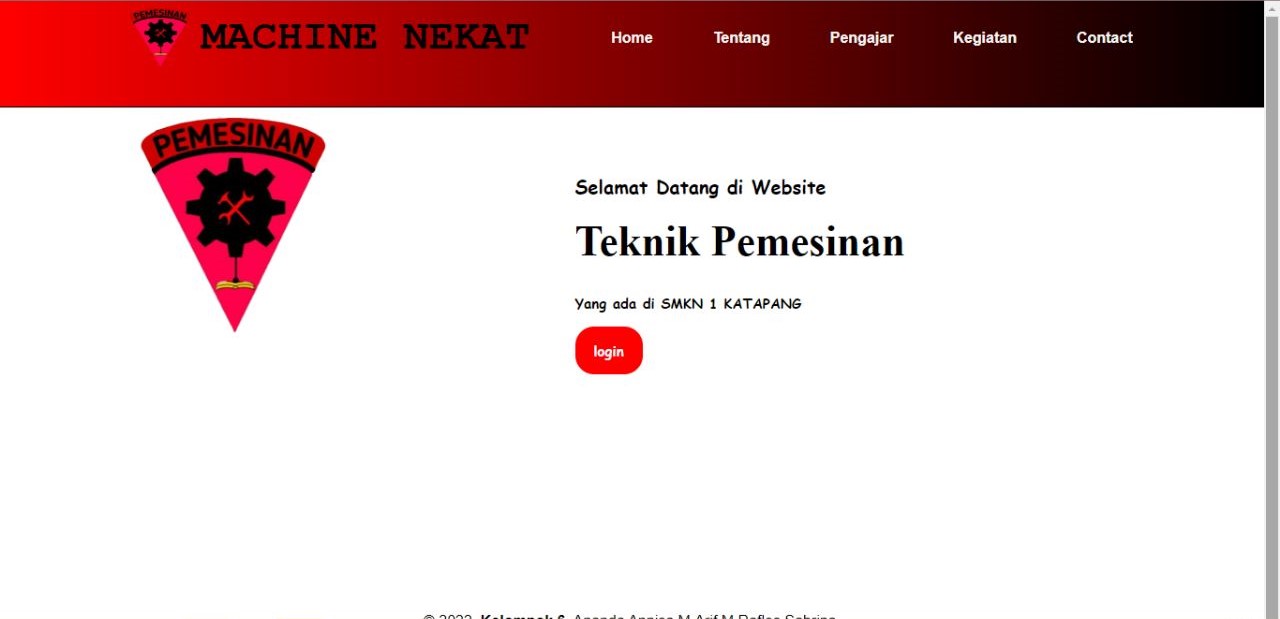 PEMESINAN
MACHINE NEKAT
Home
Tentang
Pengajar
Kegiatan
Contact
PEMESINAN
Selamat Datang di Website
Teknik Pemesinan
Yang ada di SMKN 1 KATAPANG
login
© 2022, Kelompok 6.